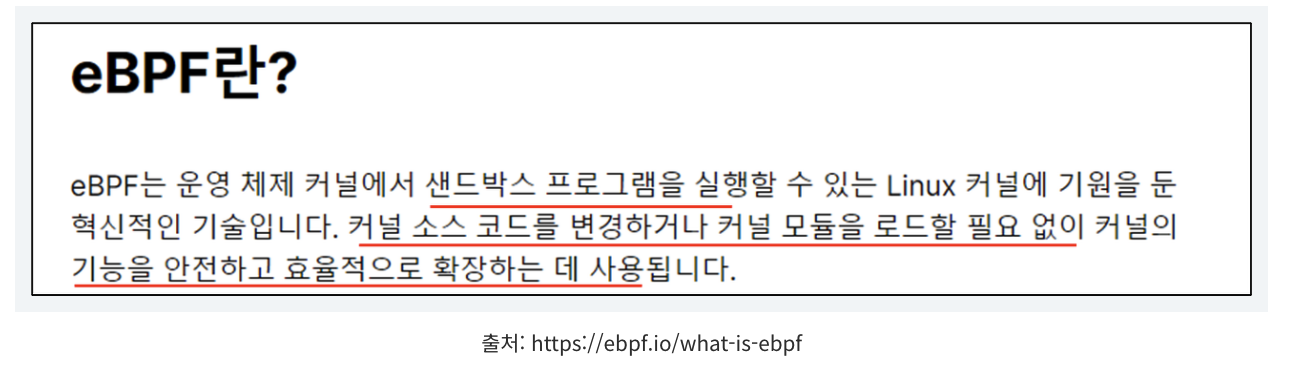 eBPF란?
eBPF는 운영 체제 커널에서 샌드박스 프로그램을 실행할 수 있는 Linux 커널에 기원을 둔
혁신적인 기술입니다. 커널 소스 코드를 변경하거나 커널 모듈을 로드할 필요 없이 커널의
기능을 안전하고 효율적으로 확장하는 데 사용됩니다.
출처: https://ebpf.io/what-is-ebpf